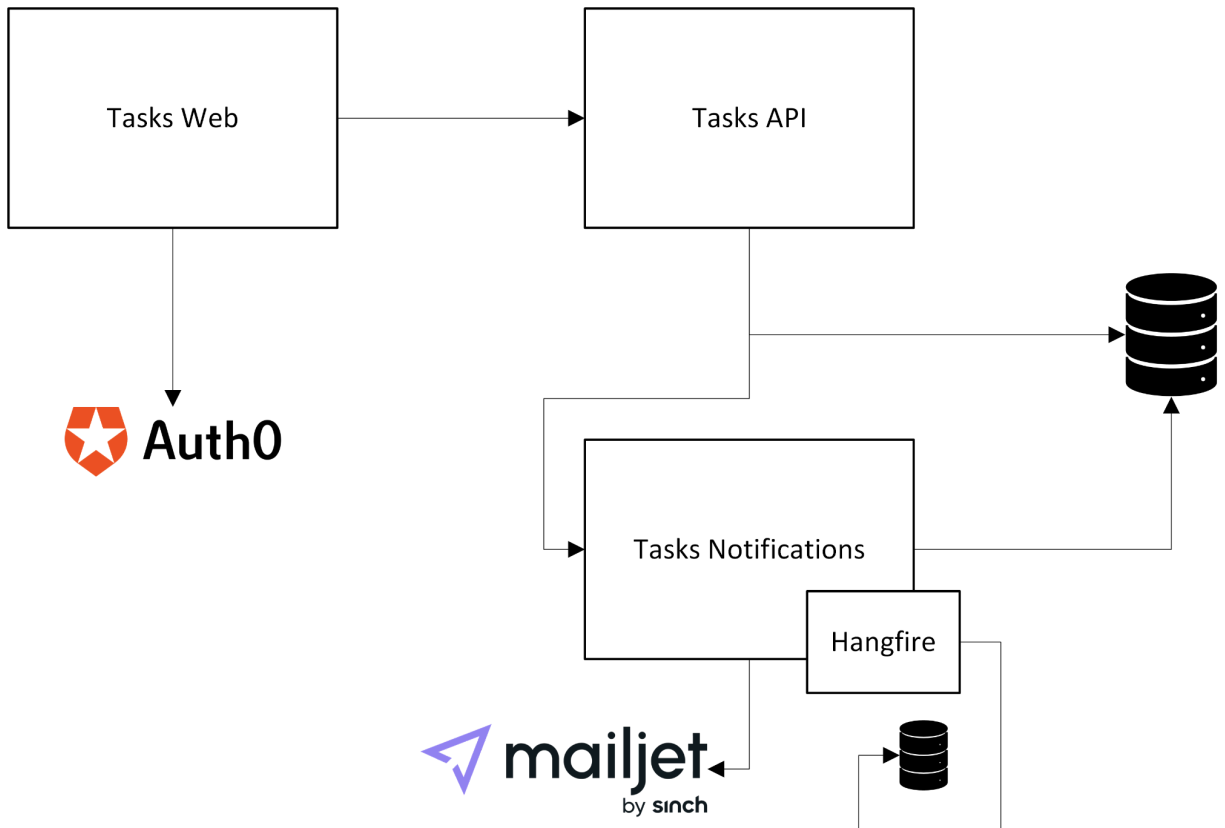 Tasks Web
Tasks API
Auth0
Tasks Notifications
Hangfire
mailjet
by sinch